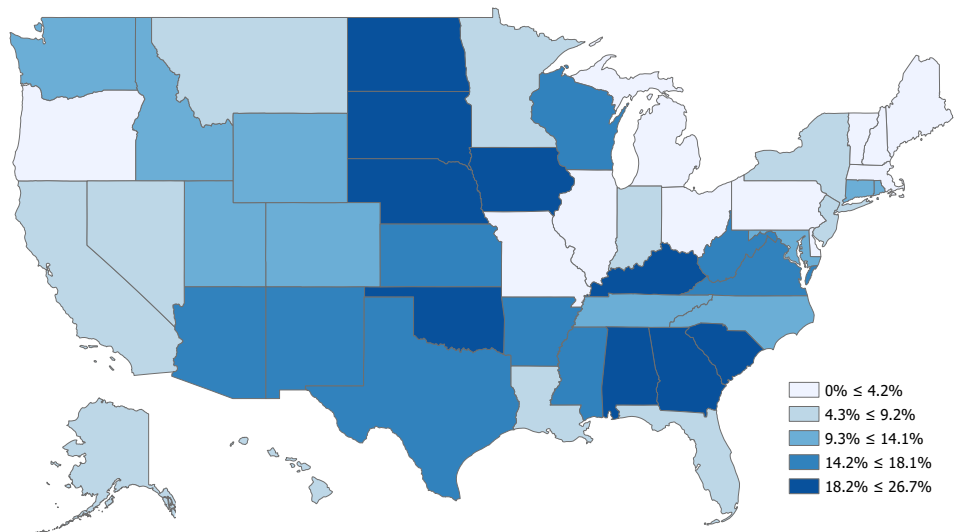 0% ≤ 4.2%
4.3% ≤ 9.2%
9.3% ≤ 14.1%
14.2% ≤ 18.1%
18.2% ≤ 26.7%